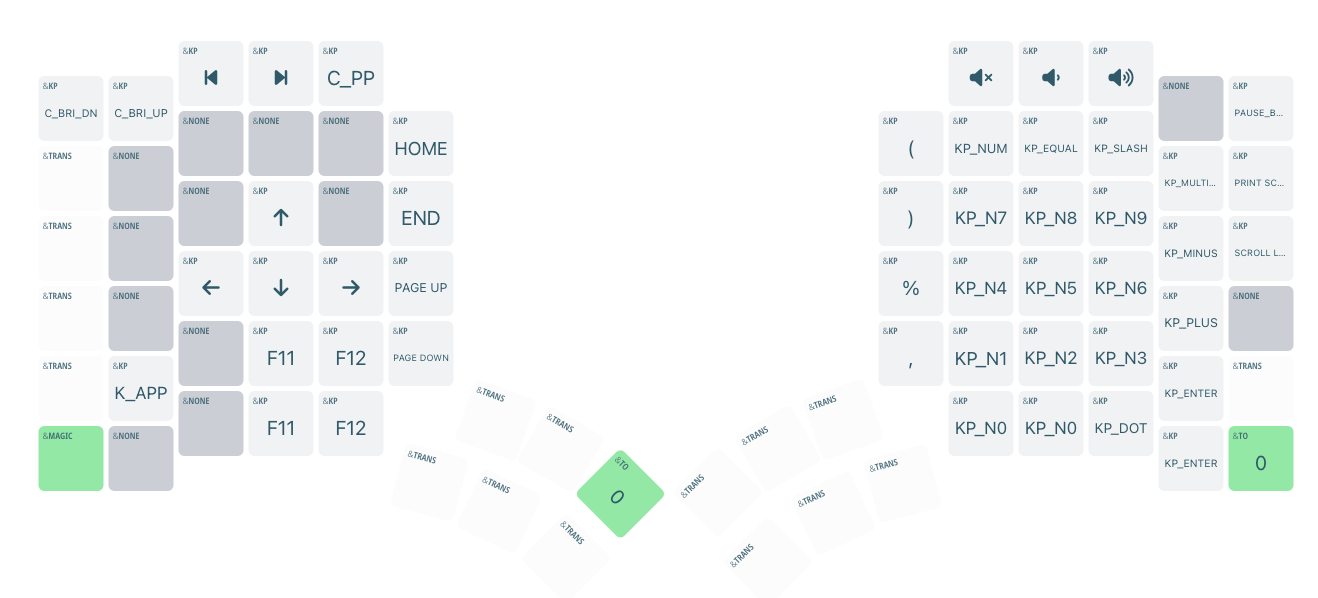 &KP &KP &KP &KP &KP &KP
C_PP
&KP &KP &NONE &KP
C_BRI_DN C_BRI_UP PAUSE_B...
&NONE &NONE &NONE &KP &KP &KP &KP &KP
HOME ( KP_NUM KP_EQUAL KP_SLASH
&TRANS &NONE &KP &KP
KP_MULTI... PRINT SC...
&NONE &KP &NONE &KP &KP &KP &KP &KP
↑ END ) KP_N7 KP_N8 KP_N9
&TRANS &NONE &KP &KP
KP_MINUS SCROLL L...
&KP &KP &KP &KP &KP &KP &KP &KP
← ↓ → PAGE UP % KP_N4 KP_N5 KP_N6
&TRANS &NONE &KP &NONE
KP_PLUS
&NONE &KP &KP &KP &KP &KP &KP &KP
F11 F12 PAGE DOWN , KP_N1 KP_N2 KP_N3
&TRANS &KP &KP &TRANS
K_APP KP_ENTER
&NONE &KP &KP &TRANS &TRANS &KP &KP &KP
F11 F12 &TRANS &TRANS KP_N0 KP_N0 KP_DOT
&MAGIC &NONE &KP &TO
KP_ENTER 0
&TRANS &TRANS &TO &TRANS &TRANS &TRANS
0
&TRANS &TRANS